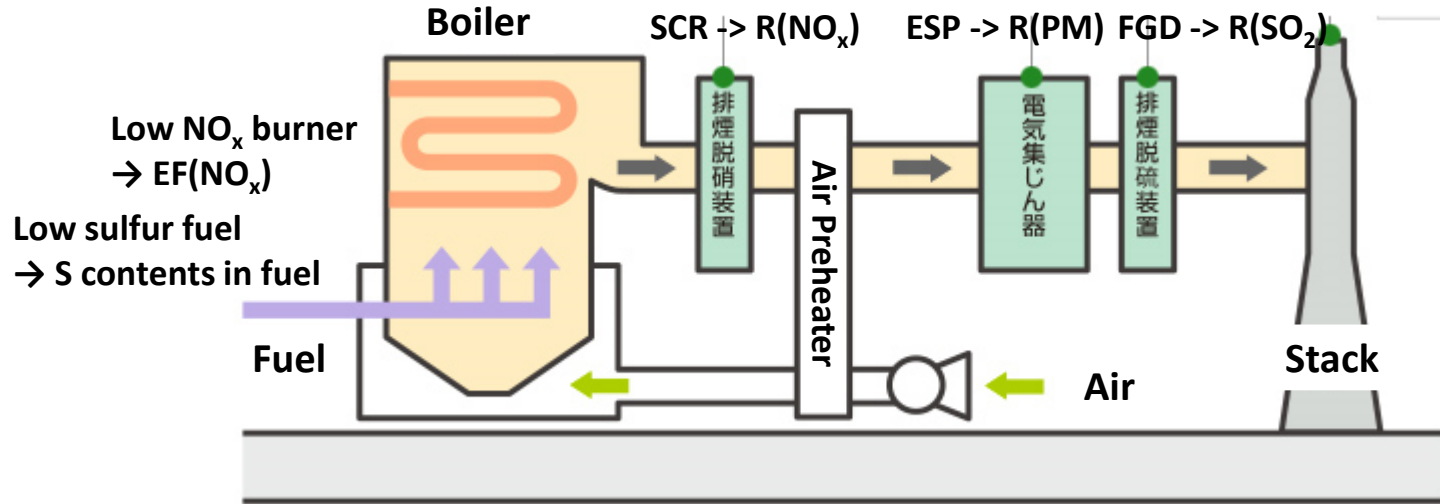 Boiler
SCR -> R(NOx)
ESP -> R(PM)
FGD -> R(SO2)
Low NOx burner
→ EF(NOx)
Low sulfur fuel
→ S contents in fuel
排煙脱硝装置
Air Preheater
電気集じん器
排煙脱硫装置
Fuel
Air
Stack